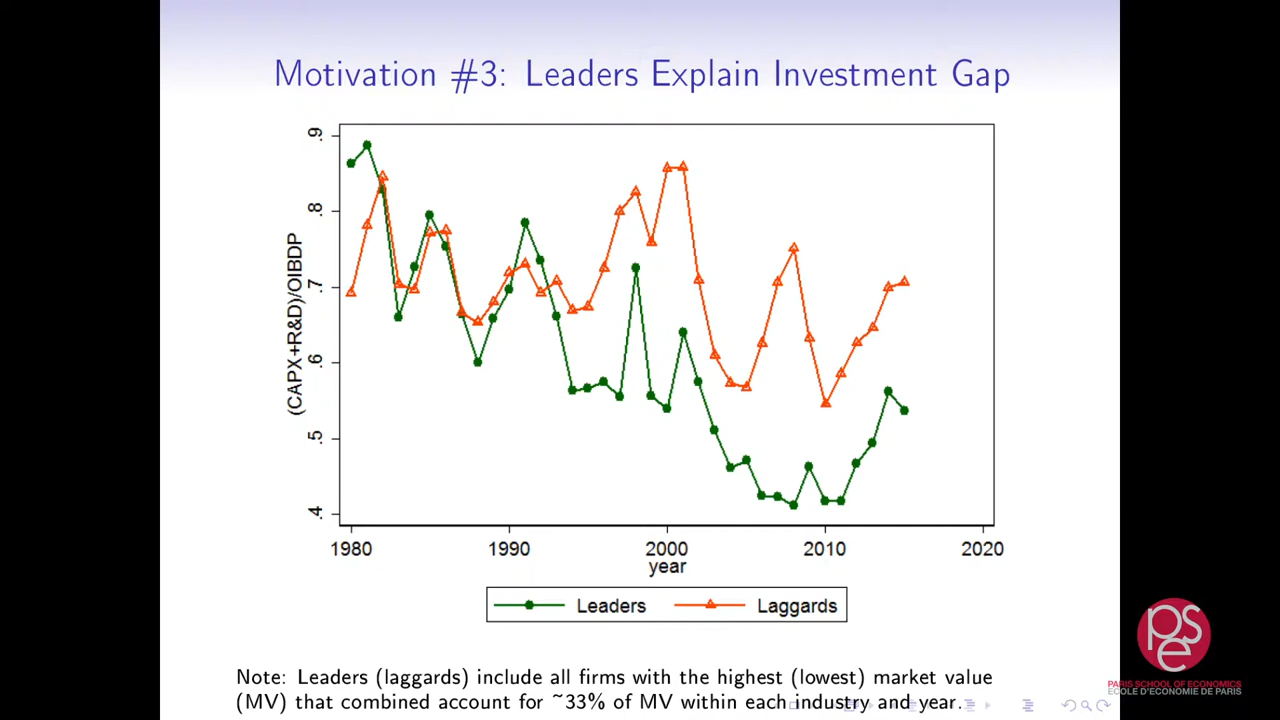 Motivation #3: Leaders Explain Investment Gap
.9
.8
.7
.6
.5
.4
(CAPX+R&D)/OIBDP
1980 1990 2000 2010 2020
year
Leaders Laggards
Note: Leaders (laggards) include all firms with the highest (lowest) market value
(MV) that combined account for ~33% of MV within each industry and year.
pse
PARIS SCHOOL OF ECONOMICS
ECOLE D'ECONOMIE DE PARIS